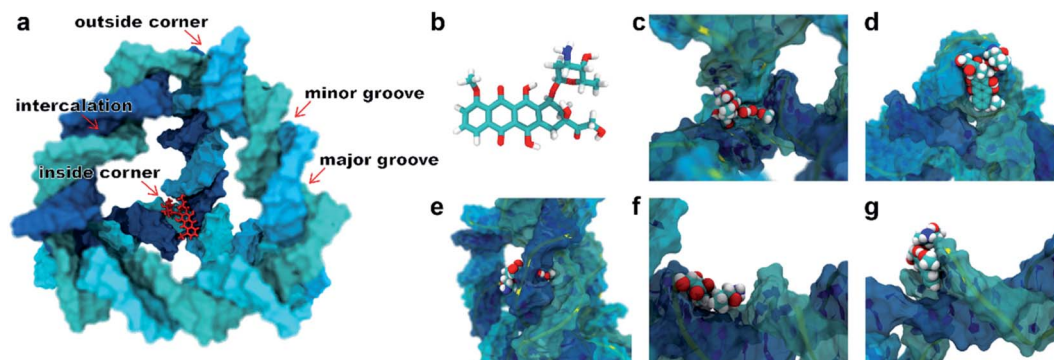 a
outside corner
intercalation
minor groove
major groove
inside corner
b
c
d
e
f
g